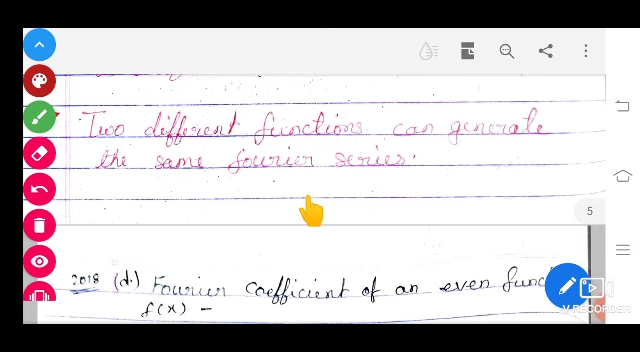 Two different functions can generate
the same fourier series.
5
2018 (d.) Fourier coefficient of an even func
f(x) =
V RECORDER